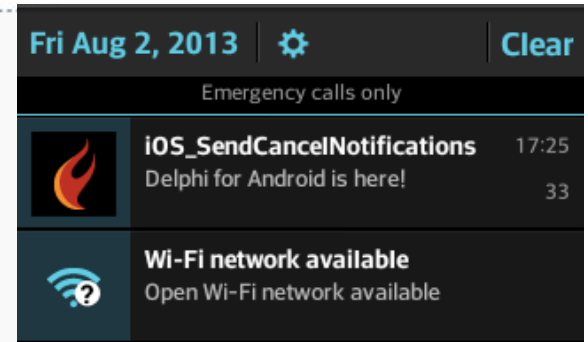 Fri Aug 2, 2013 Clear
Emergency calls only
iOS_SendCancelNotifications 17:25
Delphi for Android is here! 33
Wi-Fi network available
?
Open Wi-Fi network available